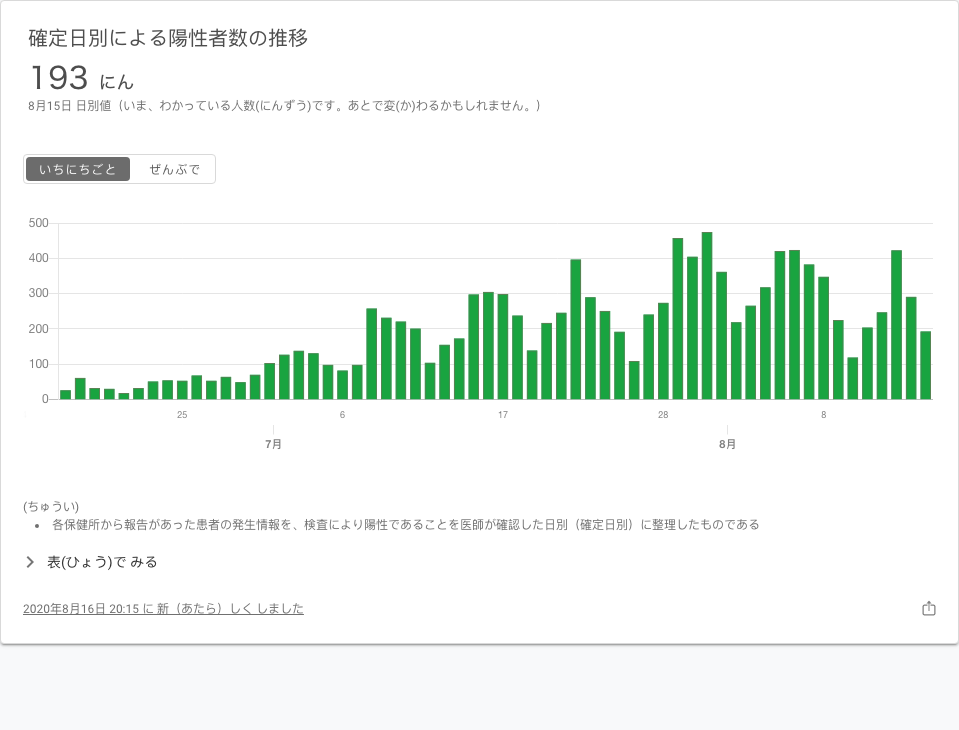 確定日別による陽性者数の推移
193 にん
8月15日 日別値（いま、わかっている人数(にんずう)です。あとで変(か)わるかもしれません。）
いちにちごと ぜんぶで
500
400
300
200
100
0
25 6 17 28 8
7月 8月
(ちゅうい)
• 各保健所から報告があった患者の発生情報を、検査により陽性であることを医師が確認した日別（確定日別）に整理したものである
表(ひょう)で みる
2020年8月16日 20:15 に 新（あたら）しく しました